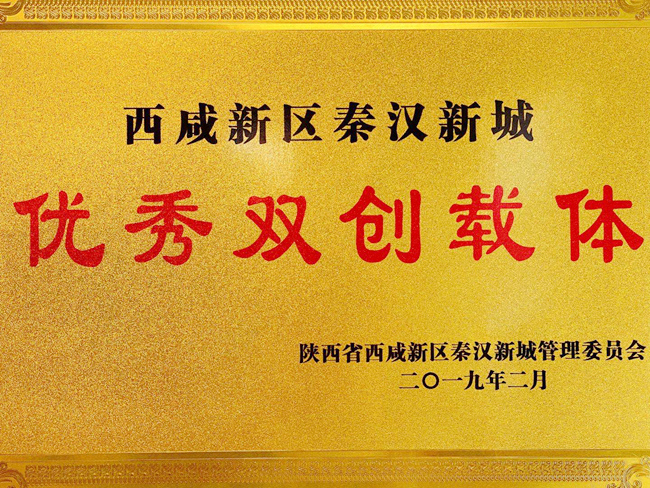 西咸新区秦汉新城
优秀双创载体
陕西省西咸新区秦汉新城管理委员会
二〇一九年二月